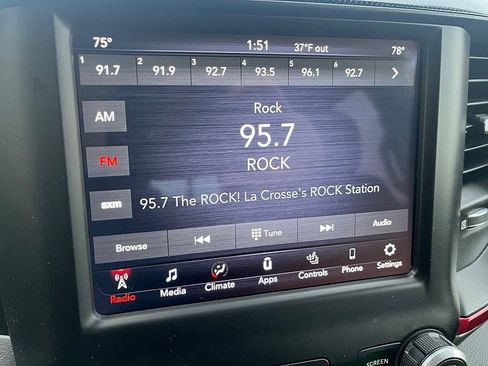 75° 1:51 37°F out 78°
1 91.7 2 91.9 3 92.7 4 93.5 5 96.1 6 92.7
AM
FM
sxm
Rock
95.7
ROCK
95.7 The ROCK! La Crosse's ROCK Station
Browse Tune Audio
Radio Media Climate Apps Controls Phone Settings
SCREEN